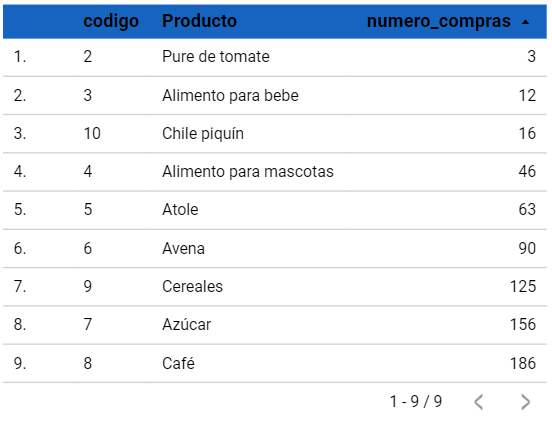 codigo Producto numero_compras
1. 2 Pure de tomate 3
2. 3 Alimento para bebe 12
3. 10 Chile piquín 16
4. 4 Alimento para mascotas 46
5. 5 Atole 63
6. 6 Avena 90
7. 9 Cereales 125
8. 7 Azúcar 156
9. 8 Café 186
1 - 9 / 9